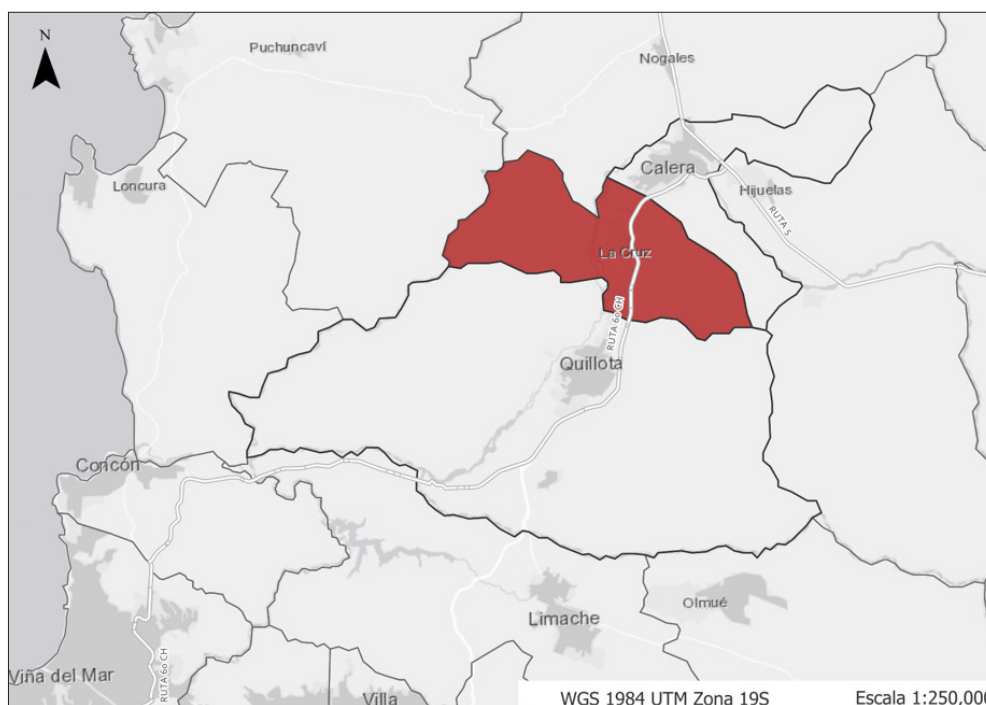 N
Puchuncaví
Nogales
Calera
Loncura
Hijuelas
RUTA 5
La Cruz
RUTA 60 CH
Quillota
Concón
Olmué
Limache
Viña del Mar
RUTA 60 CH
Villa
WGS 1984 UTM Zona 19S
Escala 1:250,000